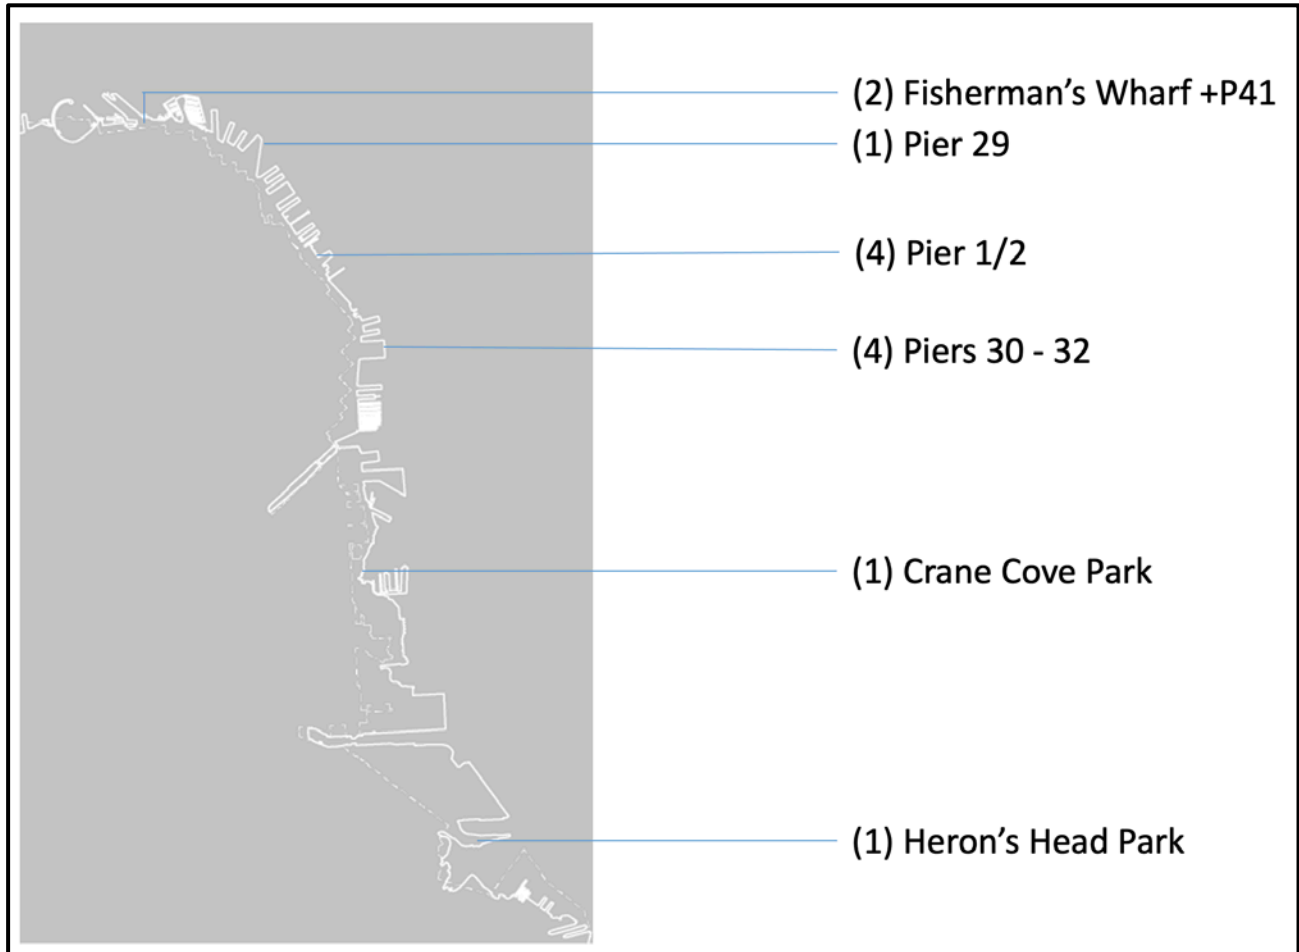 (2) Fisherman’s Wharf +P41
(1) Pier 29
(4) Pier 1/2
(4) Piers 30 - 32
(1) Crane Cove Park
(1) Heron’s Head Park